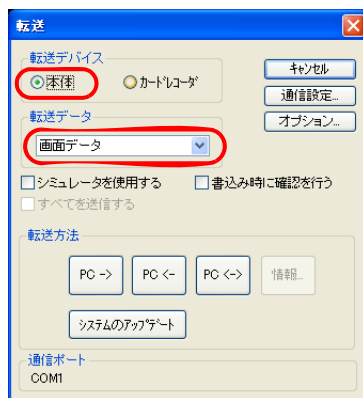 転送
転送デバイス
本体 カードレコーダ
キャンセル
通信設定...
オプション...
転送データ
画面データ
シミュレータを使用する 書込み時に確認を行う
すべてを送信する
転送方法
PC -> PC <- PC <-> 情報...
システムのアップデート
通信ポート
COM1